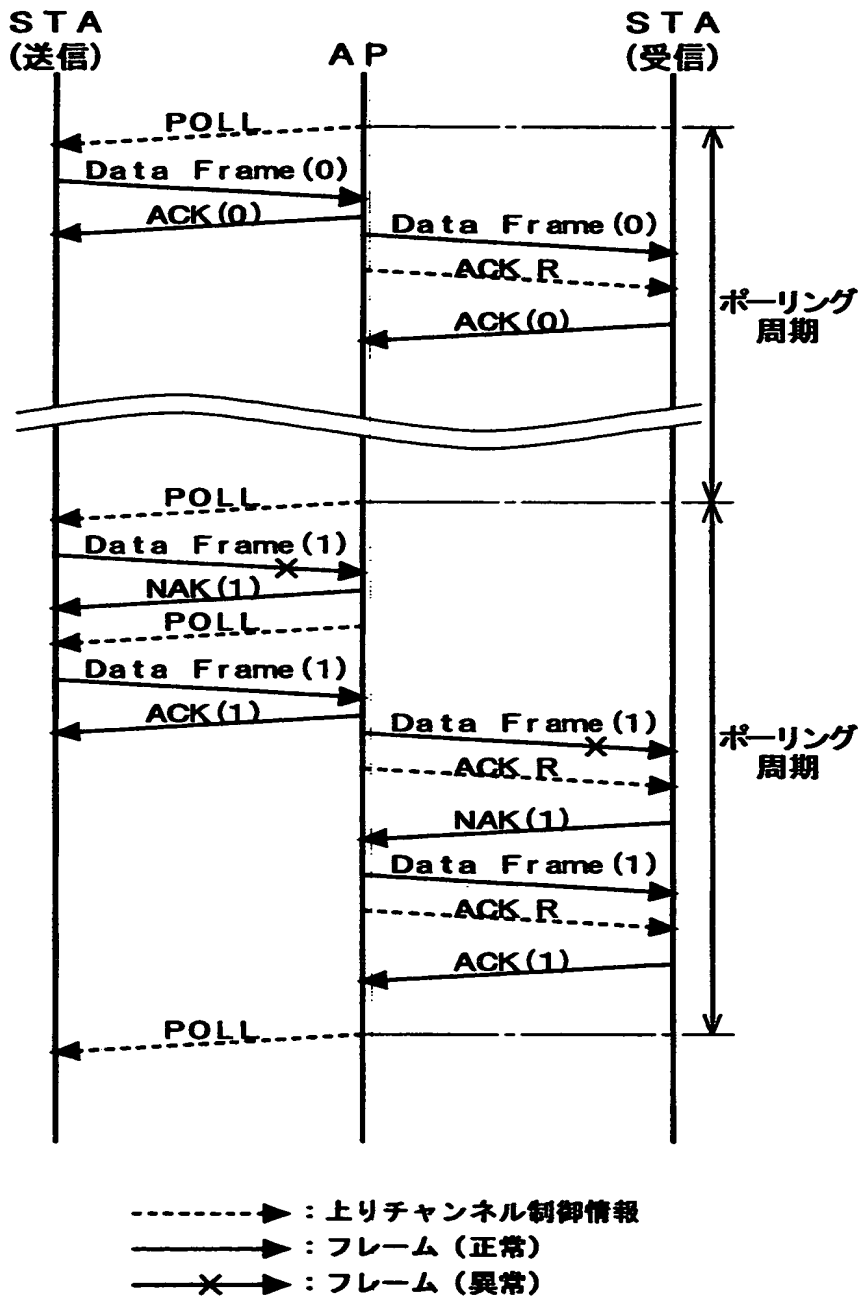 STA
(送信)
AP
STA
(受信)
POLL
Data Frame(0)
ACK(0)
Data Frame(0)
ACK R
ACK(0)
ポーリング
周期
POLL
Data Frame(1)
NAK(1)
POLL
Data Frame(1)
ACK(1)
Data Frame(1)
ACK R
ポーリング
周期
NAK(1)
Data Frame(1)
ACK R
ACK(1)
POLL
：上りチャンネル制御情報
：フレーム（正常）
：フレーム（異常）